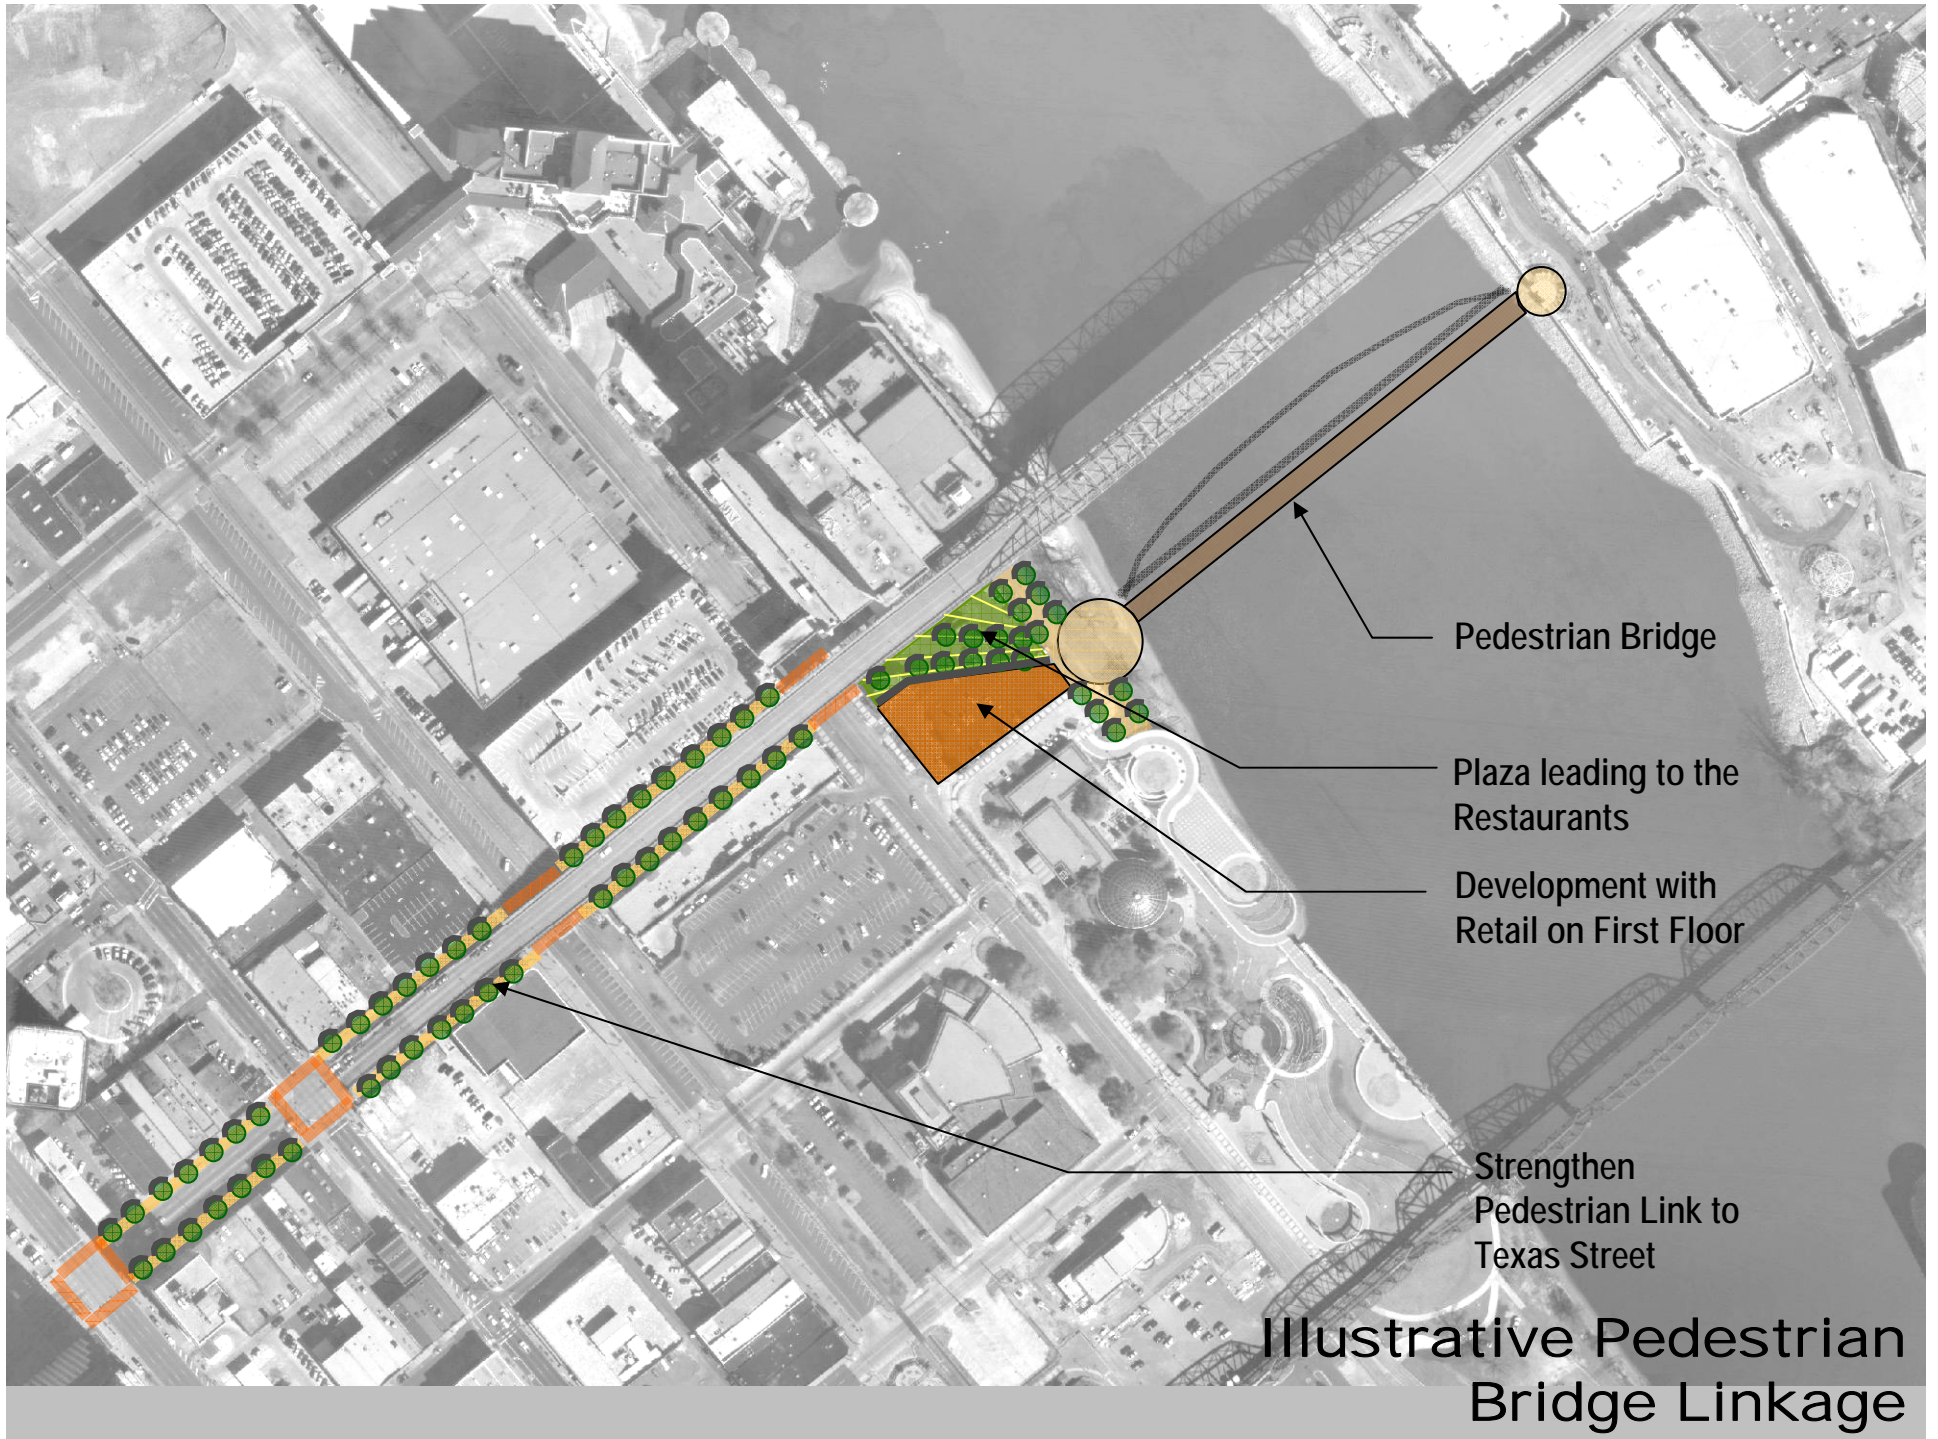 Pedestrian Bridge
Plaza leading to the
Restaurants
Development with
Retail on First Floor
Strengthen
Pedestrian Link to
Texas Street
Illustrative Pedestrian
Bridge Linkage